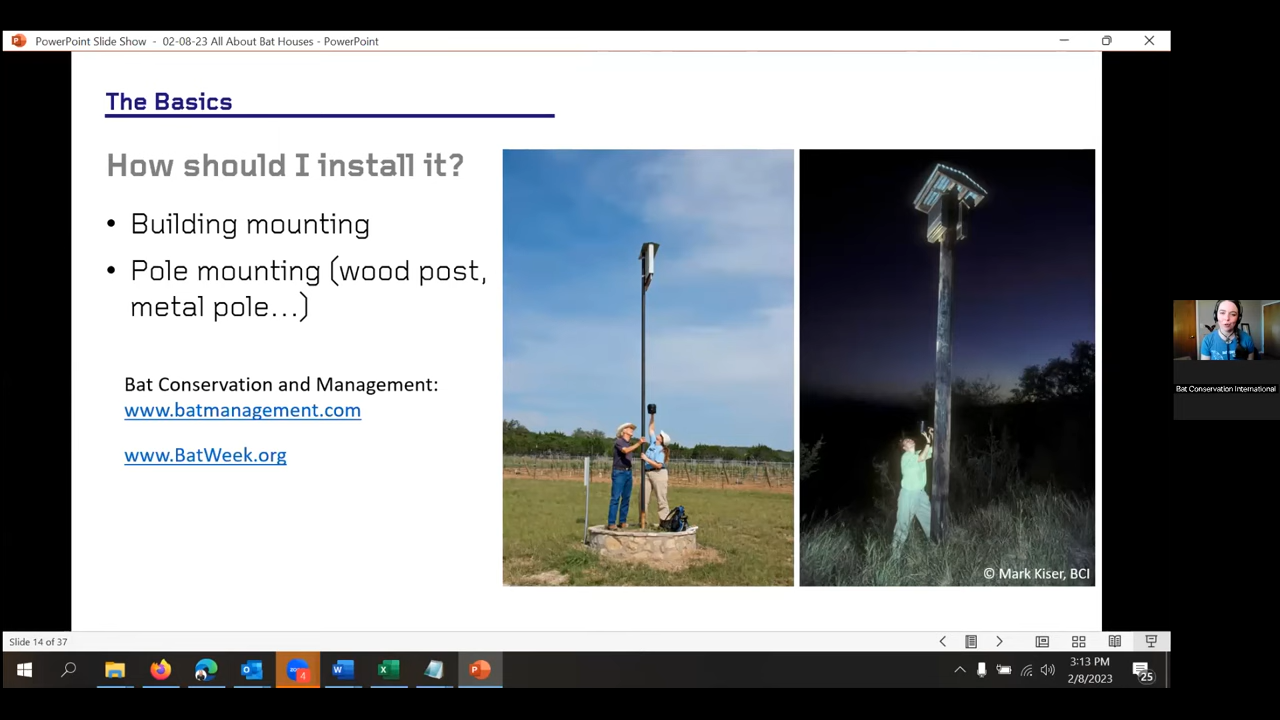 PowerPoint Slide Show - 02-08-23 All About Bat Houses - PowerPoint
The Basics
How should I install it?
• Building mounting
• Pole mounting (wood post,
metal pole...)
Bat Conservation and Management:
www.batmanagement.com
www.BatWeek.org
© Mark Kiser, BCI
Bat Conservation International
Slide 14 of 37
4
3:13 PM
2/8/2023
25